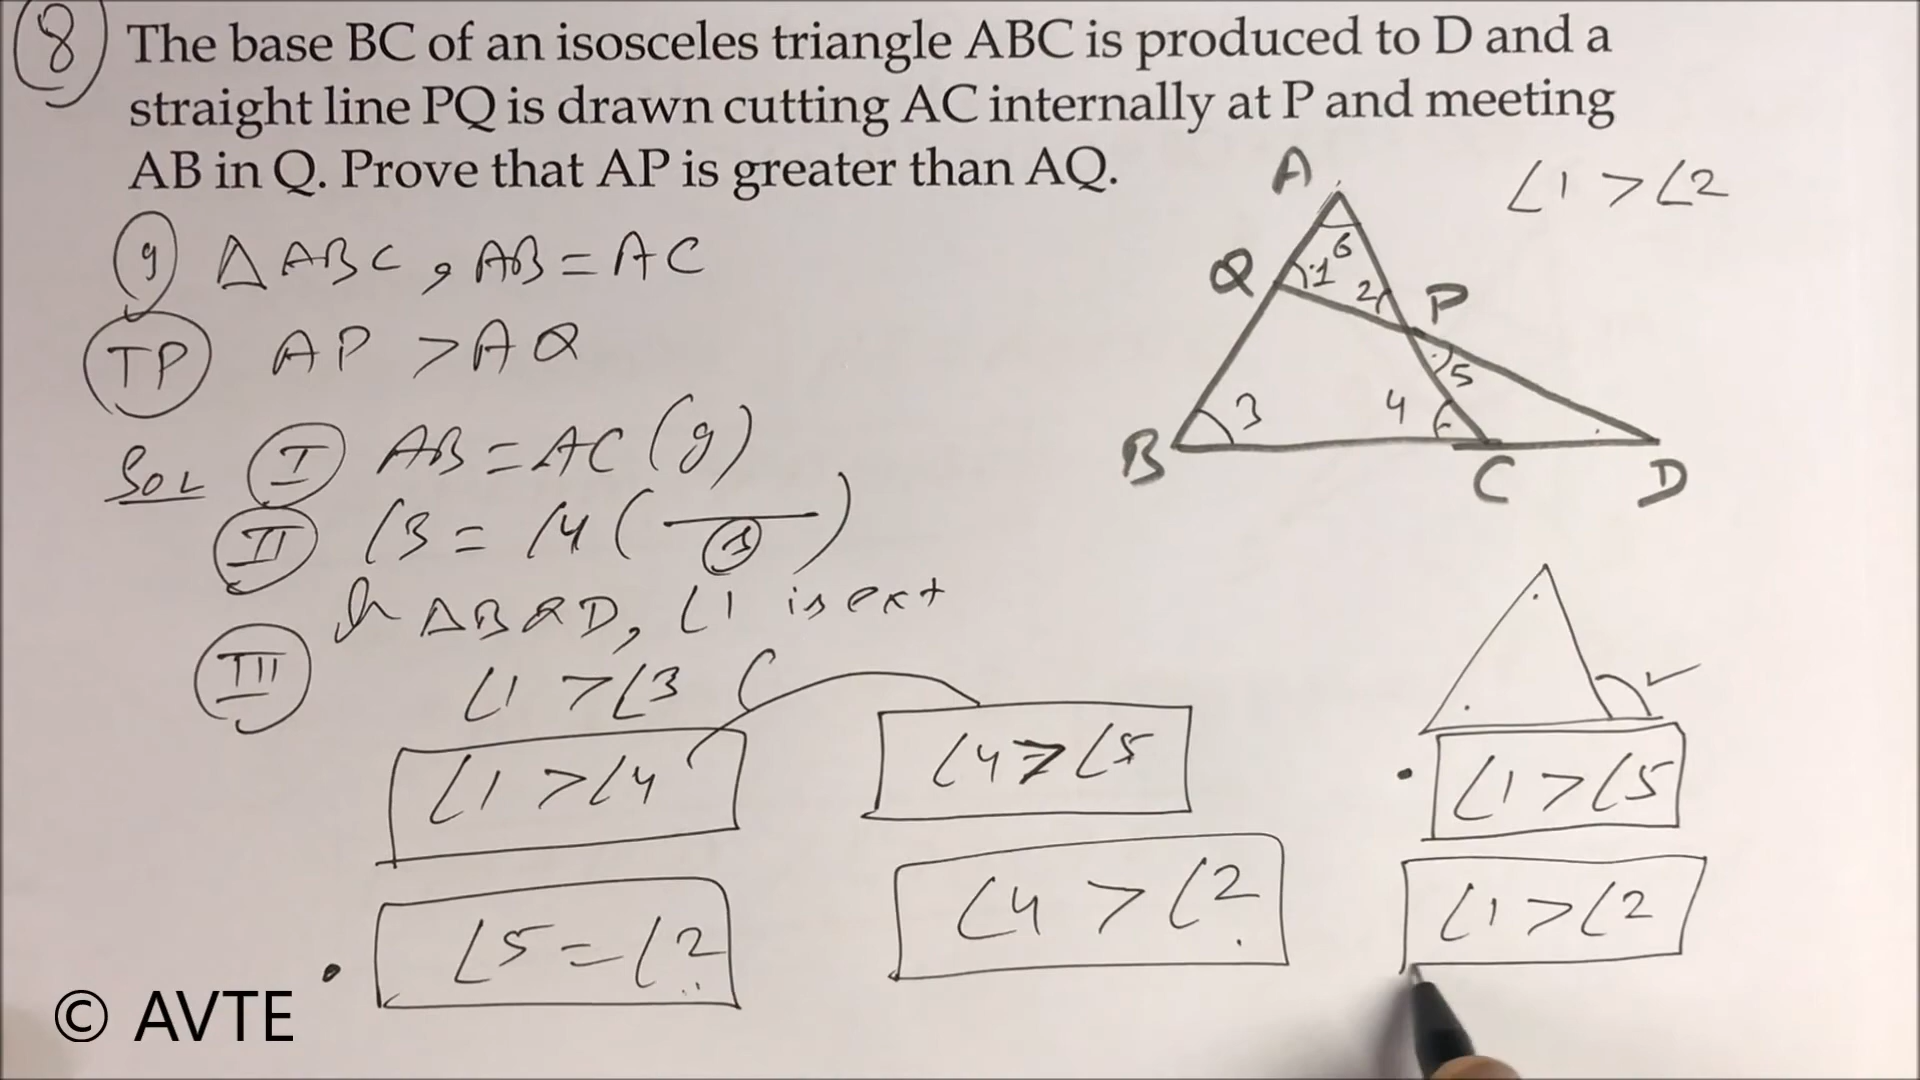 8
The base BC of an isosceles triangle ABC is produced to D and a
straight line PQ is drawn cutting AC internally at P and meeting
AB in Q. Prove that AP is greater than AQ.
∠1 > ∠2
g △ABC, AB = AC
TP AP > AQ
Sol I AB = AC (g)
II ∠3 = ∠4 ( )
In △BQD, ∠1 is ext
III ∠1 > ∠3 (
∠1 > ∠4
∠4 > ∠5
∠1 > ∠5
∠5 = ∠2
∠4 > ∠2
∠1 > ∠2
A
6
Q
1
2
P
5
B
3
4
C
D
© AVTE